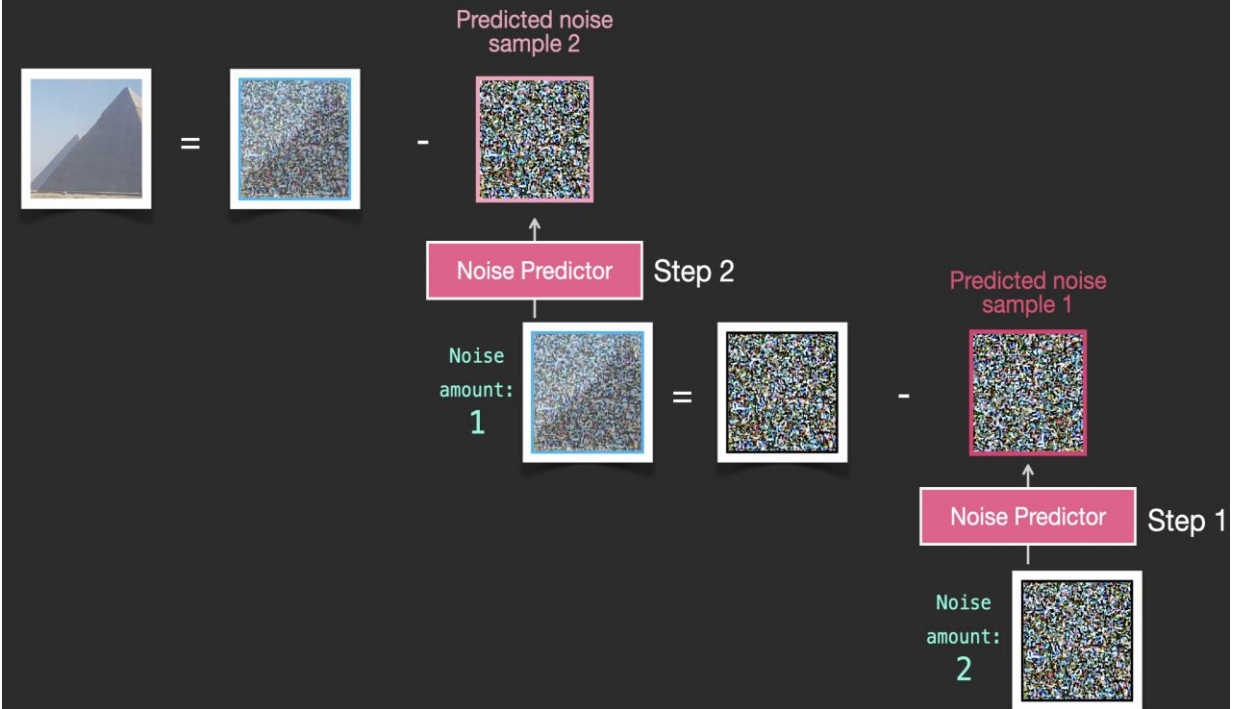 Predicted noise
sample 2
=
-
Noise Predictor
Step 2
Predicted noise
sample 1
Noise
amount:
1
=
-
Noise Predictor
Step 1
Noise
amount:
2